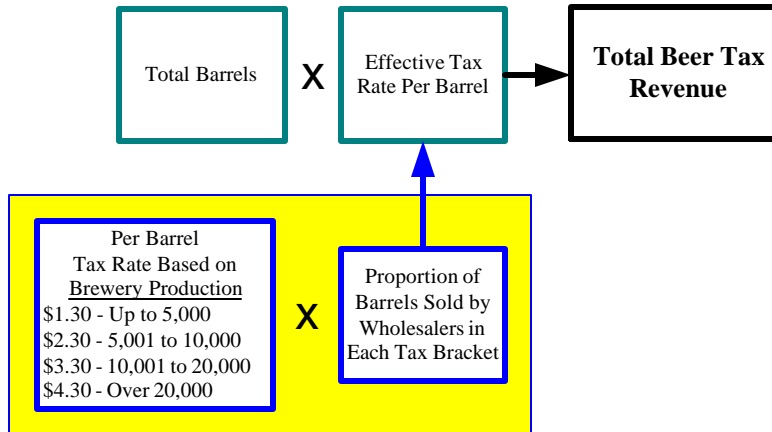 Total Barrels
X
Effective Tax
Rate Per Barrel
Total Beer Tax
Revenue
Per Barrel
Tax Rate Based on
Brewery Production
$1.30 - Up to 5,000
$2.30 - 5,001 to 10,000
$3.30 - 10,001 to 20,000
$4.30 - Over 20,000
X
Proportion of
Barrels Sold by
Wholesalers in
Each Tax Bracket